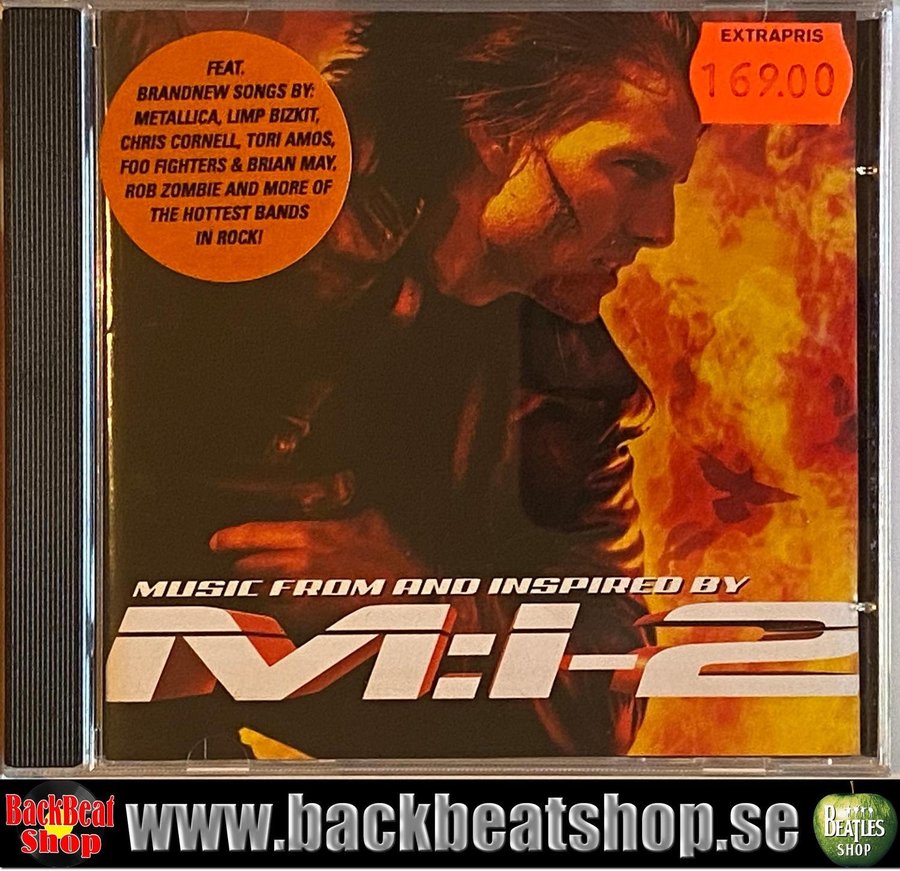 EXTRAPRIS
169.00
FEAT.
BRANDNEW SONGS BY:
METALLICA, LIMP BIZKIT,
CHRIS CORNELL, TORI AMOS,
FOO FIGHTERS & BRIAN MAY,
ROB ZOMBIE AND MORE OF
THE HOTTEST BANDS
IN ROCK!
MUSIC FROM AND INSPIRED BY
M:I-2
BackBeat
Shop
www.backbeatshop.se
BEATLES
SHOP